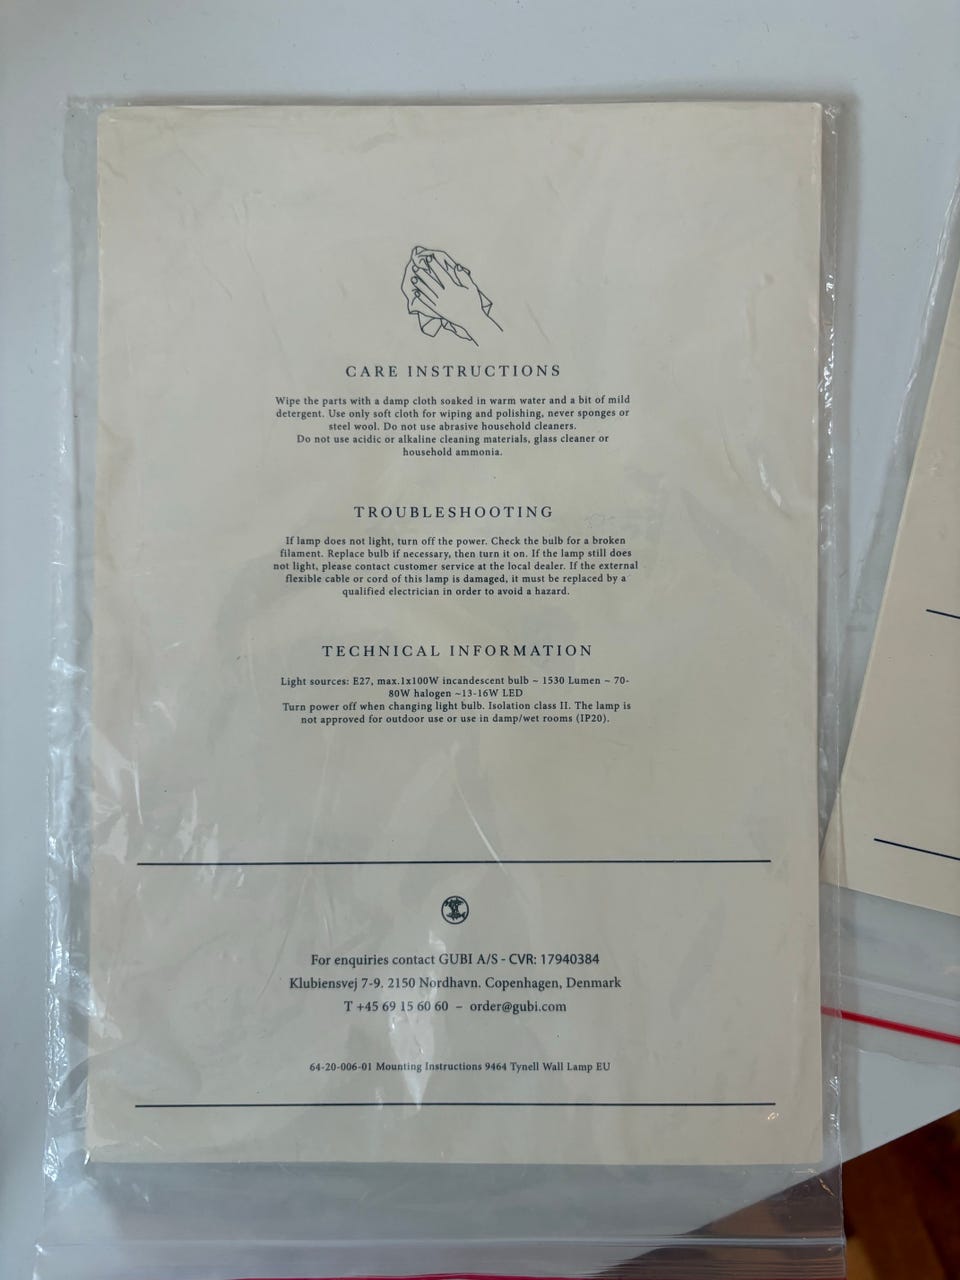 CARE INSTRUCTIONS
Wipe the parts with a damp cloth soaked in warm water and a bit of mild
detergent. Use only soft cloth for wiping and polishing, never sponges or
steel wool. Do not use abrasive household cleaners.
Do not use acidic or alkaline cleaning materials, glass cleaner or
household ammonia.
TROUBLESHOOTING
If lamp does not light, turn off the power. Check the bulb for a broken
filament. Replace bulb if necessary, then turn it on. If the lamp still does
not light, please contact customer service at the local dealer. If the external
flexible cable or cord of this lamp is damaged, it must be replaced by a
qualified electrician in order to avoid a hazard.
TECHNICAL INFORMATION
Light sources: E27, max.1x100W incandescent bulb ~ 1530 Lumen ~ 70-
80W halogen ~13-16W LED
Turn power off when changing light bulb. Isolation class II. The lamp is
not approved for outdoor use or use in damp/wet rooms (IP20).
For enquiries contact GUBI A/S - CVR: 17940384
Klubiensvej 7-9. 2150 Nordhavn. Copenhagen, Denmark
T +45 69 15 60 60 – order@gubi.com
64-20-006-01 Mounting Instructions 9464 Tynell Wall Lamp EU